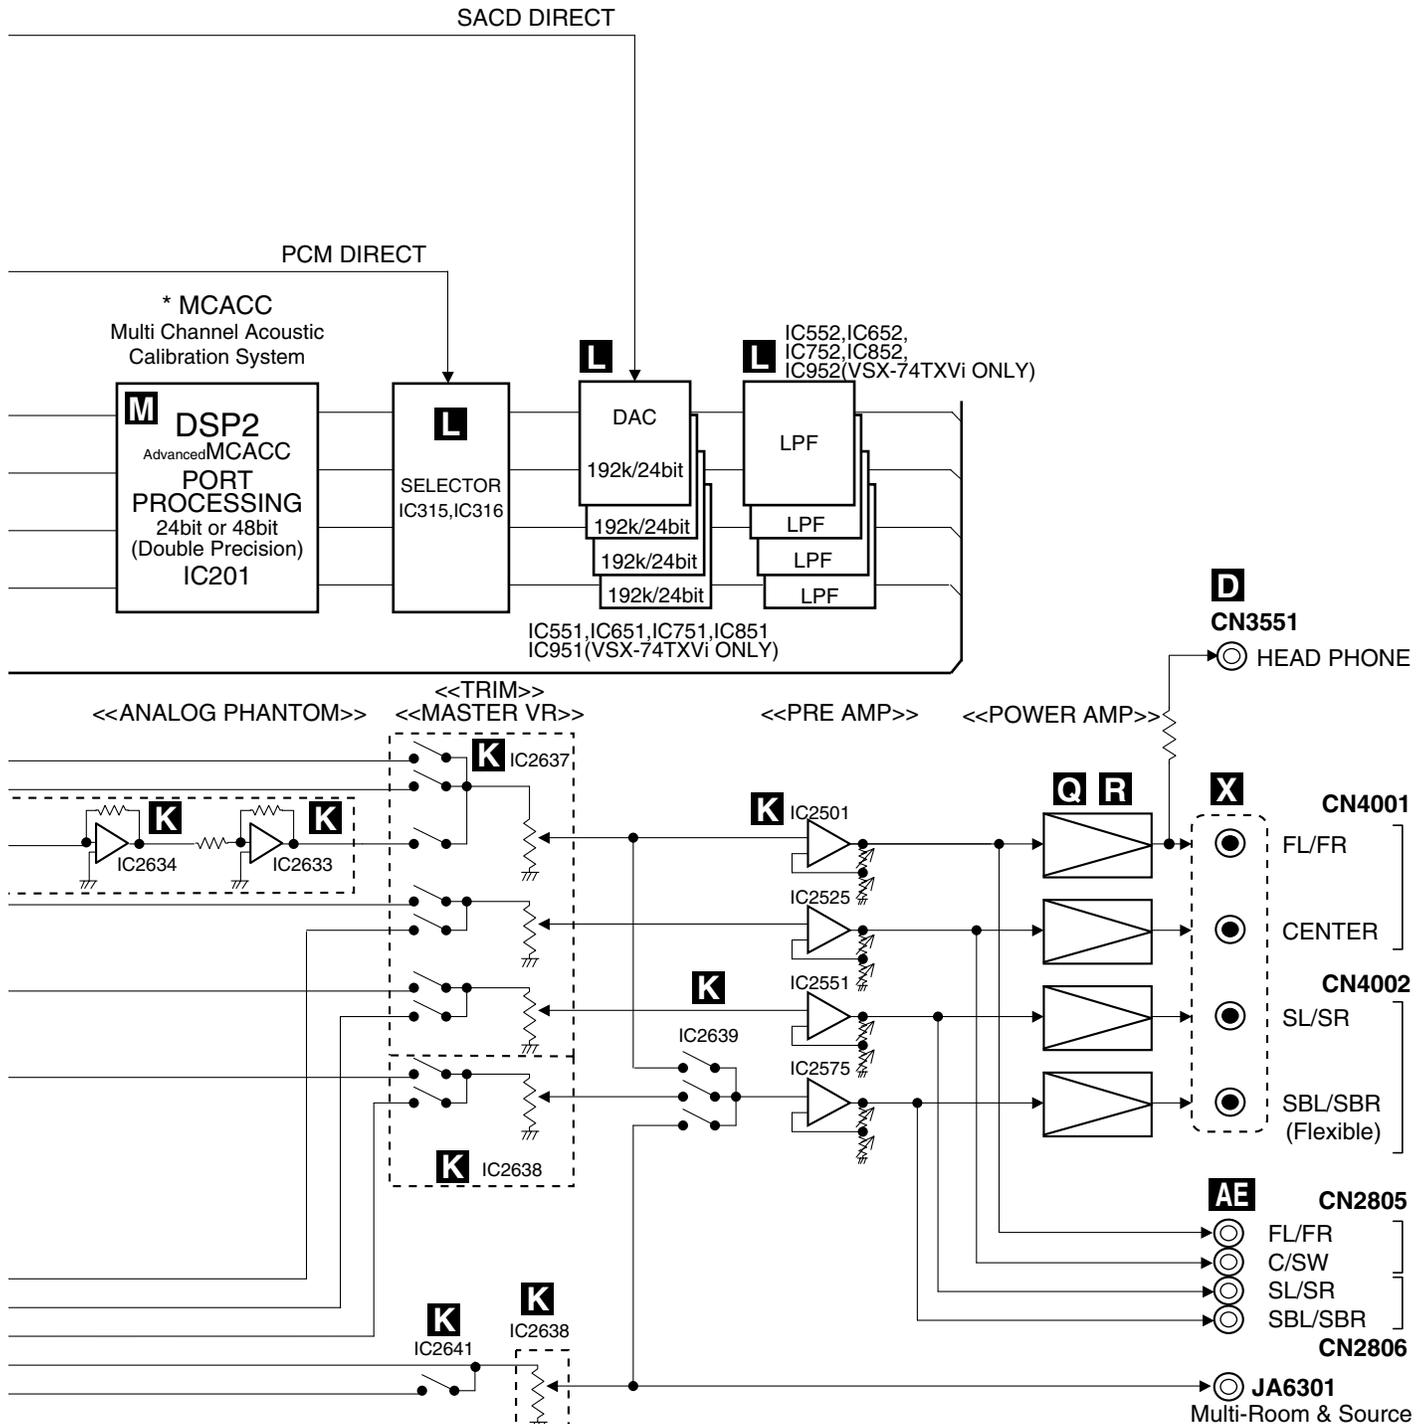 SACD DIRECT
PCM DIRECT
* MCACC
Multi Channel Acoustic
Calibration System
M
DSP2
AdvancedMCACC
PORT
PROCESSING
24bit or 48bit
(Double Precision)
IC201
L
SELECTOR
IC315,IC316
L
DAC
192k/24bit
192k/24bit
192k/24bit
192k/24bit
IC551,IC651,IC751,IC851
IC951(VSX-74TXVi ONLY)
L
IC552,IC652,
IC752,IC852,
IC952(VSX-74TXVi ONLY)
LPF
LPF
LPF
LPF
D
CN3551
HEAD PHONE
<<ANALOG PHANTOM>>
<<TRIM>>
<<MASTER VR>>
<<PRE AMP>>
<<POWER AMP>>
K
IC2634
K
IC2633
K
IC2637
K
IC2501
Q
R
X
CN4001
FL/FR
IC2525
CENTER
K
IC2551
CN4002
SL/SR
IC2639
IC2575
SBL/SBR
(Flexible)
K
IC2638
AE
CN2805
FL/FR
C/SW
SL/SR
SBL/SBR
CN2806
K
IC2641
K
IC2638
JA6301
Multi-Room & Source